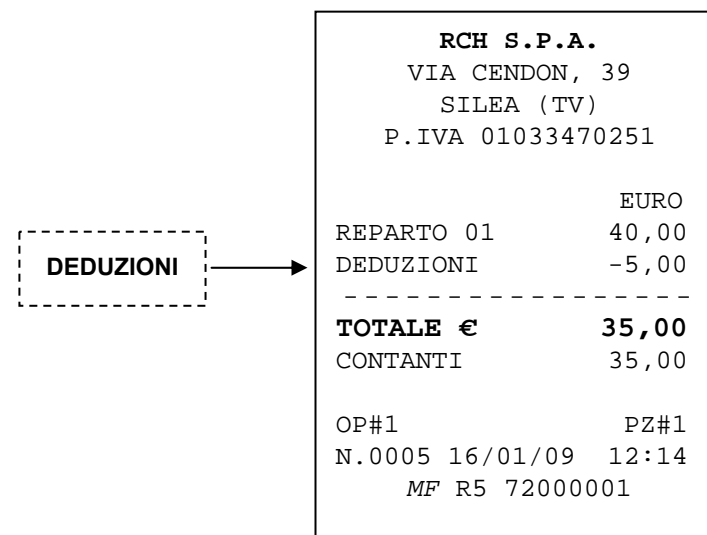 RCH S.P.A.
VIA CENDON, 39
SILEA (TV)
P.IVA 01033470251
EURO
REPARTO 01 40,00
DEDUZIONI
DEDUZIONI -5,00
TOTALE € 35,00
CONTANTI 35,00
OP#1 PZ#1
N.0005 16/01/09 12:14
MF R5 72000001